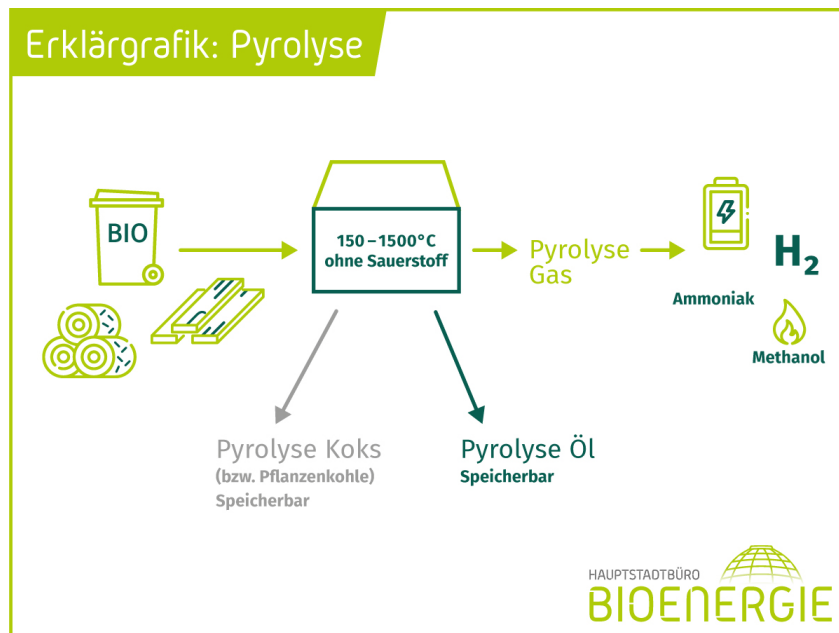 Erklärgrafik: Pyrolyse
BIO
150–1500°C
ohne Sauerstoff
Pyrolyse
Gas
H₂
Ammoniak
Methanol
Pyrolyse Koks
(bzw. Pflanzenkohle)
Speicherbar
Pyrolyse Öl
Speicherbar
HAUPTSTADTBÜRO
BIOENERGIE